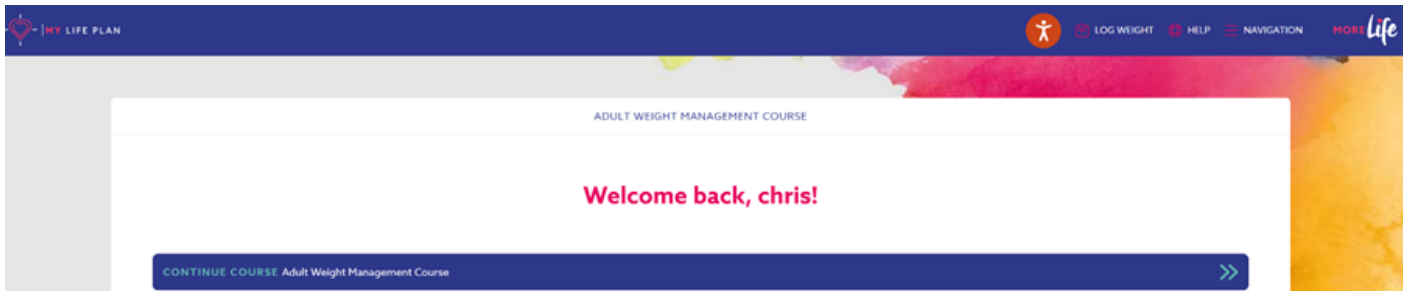 MY LIFE PLAN
LOG WEIGHT HELP NAVIGATION MORE Life
ADULT WEIGHT MANAGEMENT COURSE
Welcome back, chris!
CONTINUE COURSE Adult Weight Management Course